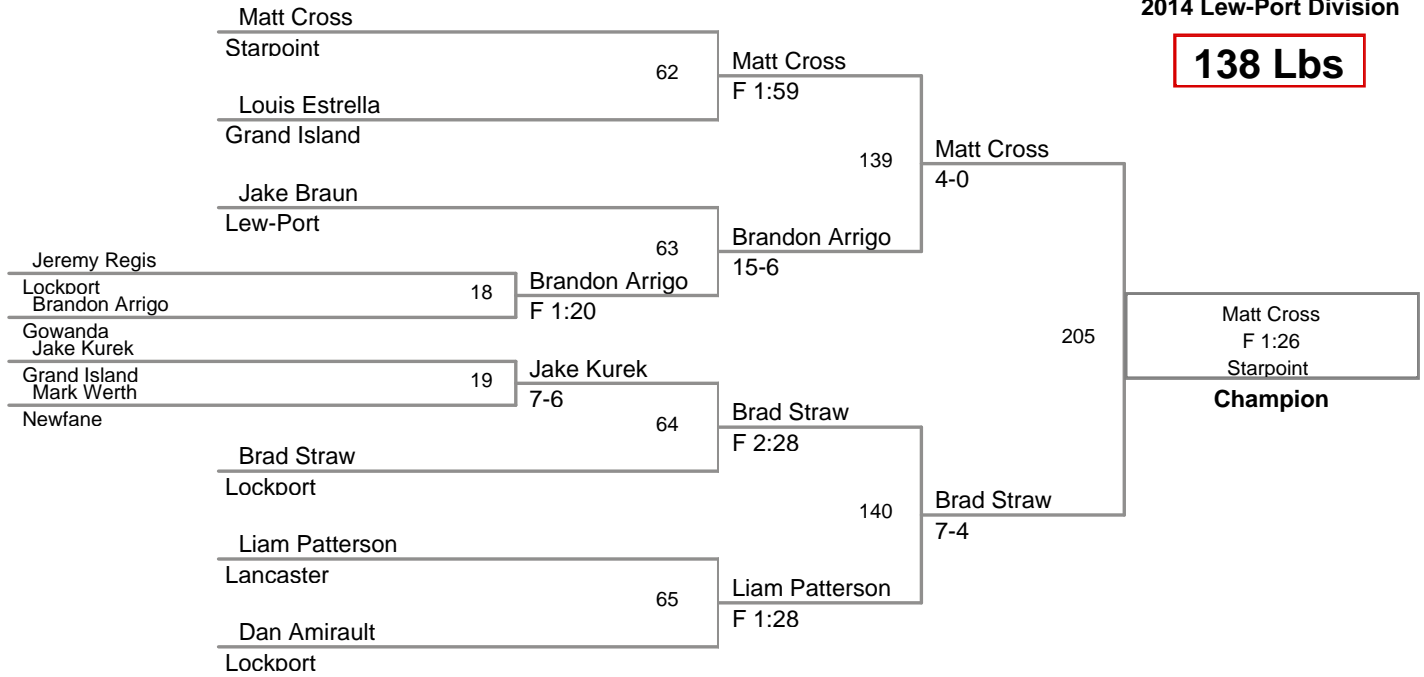 2014 Lew-Port Division
138 Lbs
Matt Cross
Starpoint
62
Louis Estrella
Grand Island
Matt Cross
F 1:59
139
Jake Braun
Lew-Port
63
Jeremy Regis
Lockport
Brandon Arrigo
Gowanda
18
Brandon Arrigo
F 1:20
Brandon Arrigo
15-6
Matt Cross
4-0
Jake Kurek
Grand Island
Mark Werth
Newfane
19
Jake Kurek
7-6
64
Brad Straw
Lockport
Brad Straw
F 2:28
140
Liam Patterson
Lancaster
65
Dan Amirault
Lockport
Liam Patterson
F 1:28
Brad Straw
7-4
205
Matt Cross
F 1:26
Starpoint
Champion